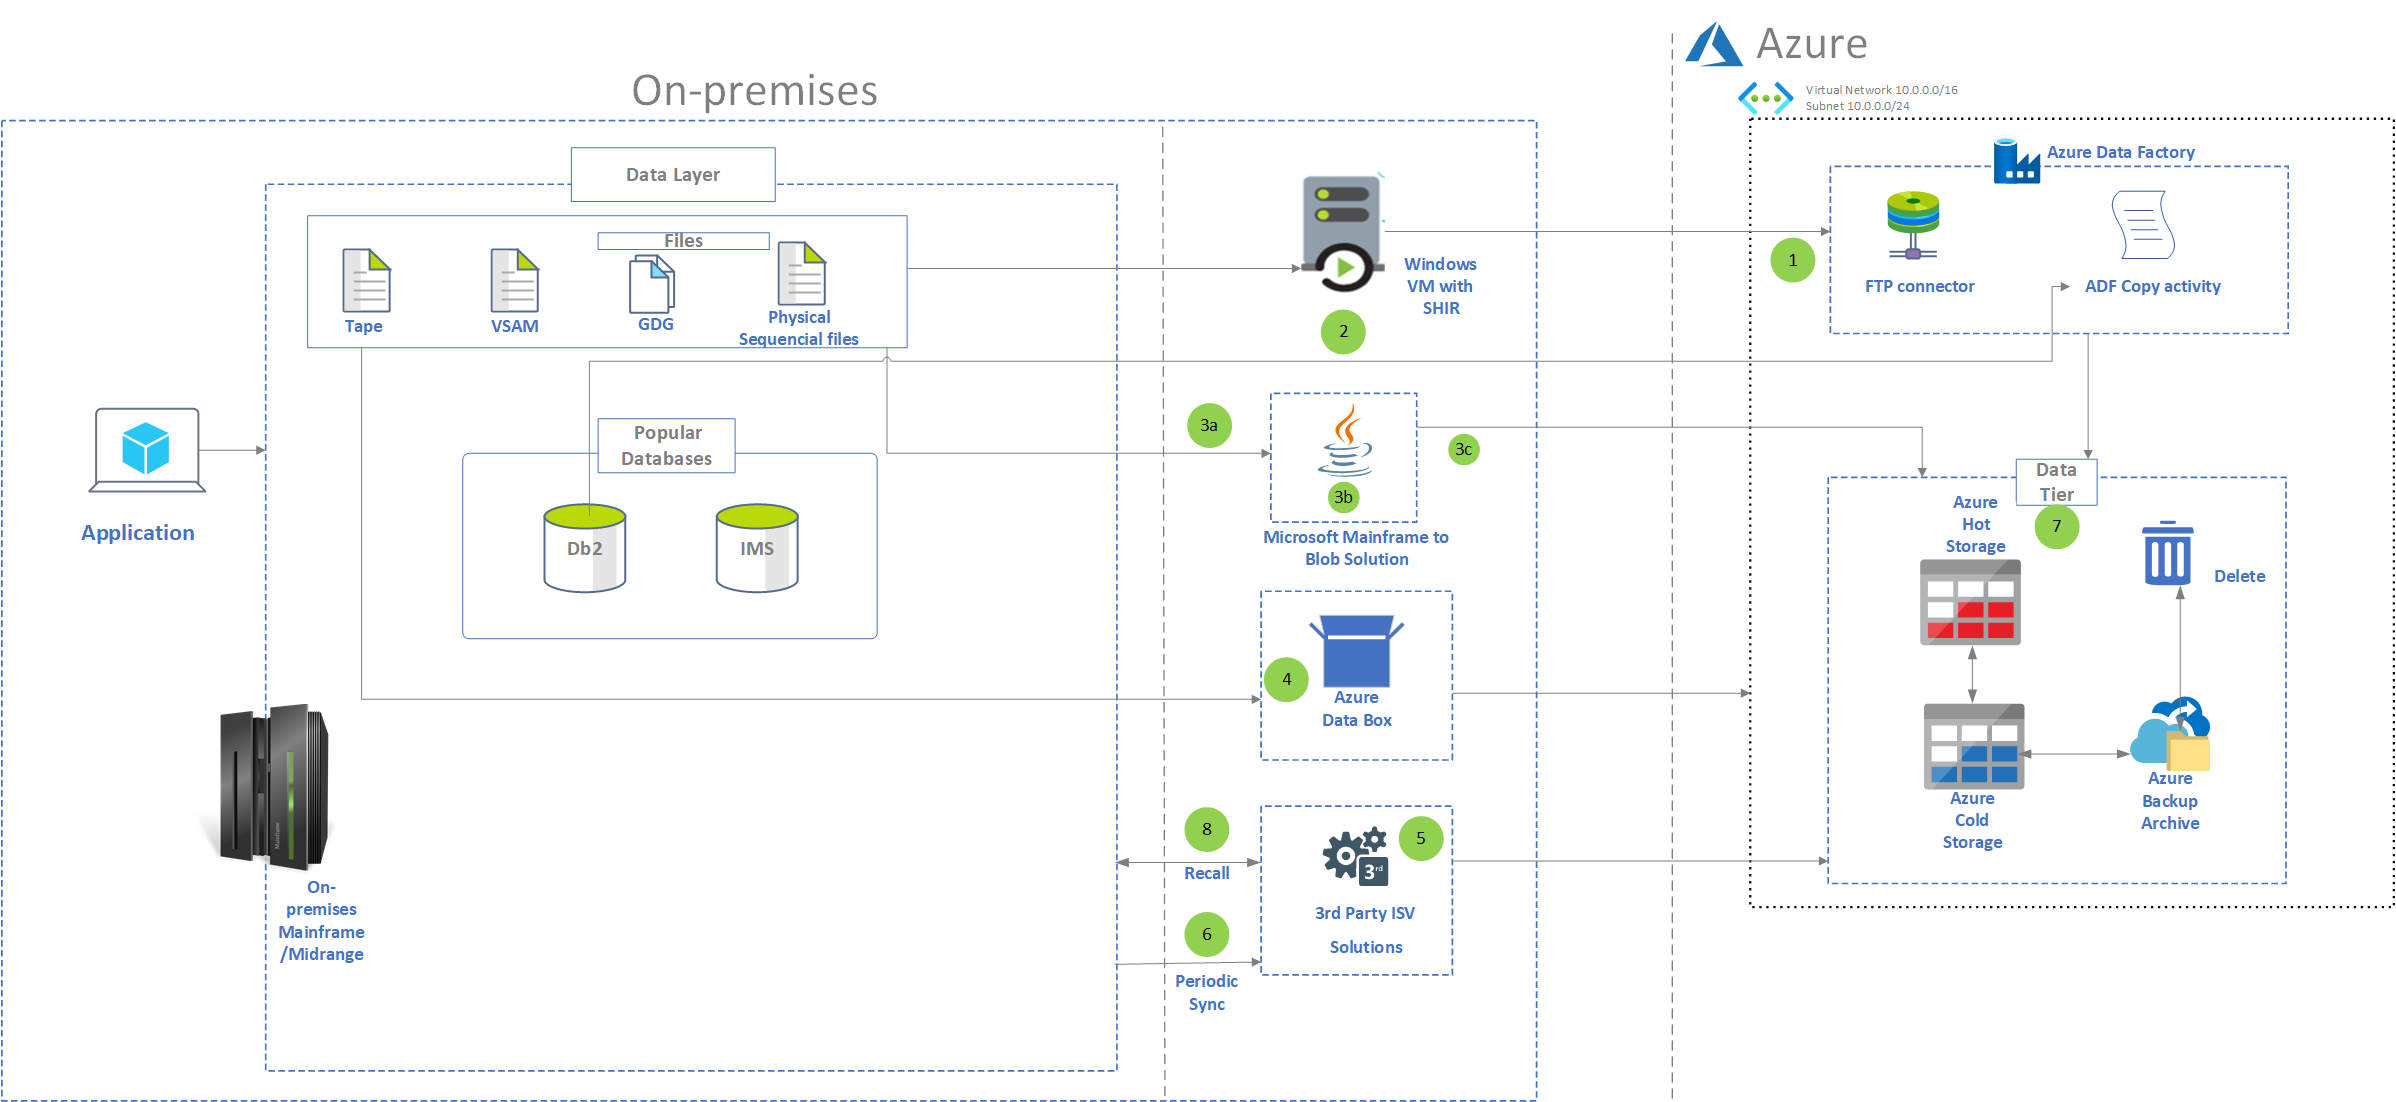 On-premises
Azure
Virtual Network 10.0.0.0/16
Subnet 10.0.0.0/24
Data Layer
Files
Tape
VSAM
GDG
Physical
Sequencial files
Windows
VM with
SHIR
1
2
Azure Data Factory
FTP connector
ADF Copy activity
Application
Popular
Databases
Db2
IMS
3a
3b
3c
Microsoft Mainframe to
Blob Solution
4
Azure
Data Box
Data
Tier
7
Azure
Hot
Storage
Delete
Azure
Cold
Storage
Azure
Backup
Archive
Mainframe
On-
premises
Mainframe
/Midrange
8
Recall
6
Periodic
Sync
5
3rd
3rd Party ISV
Solutions